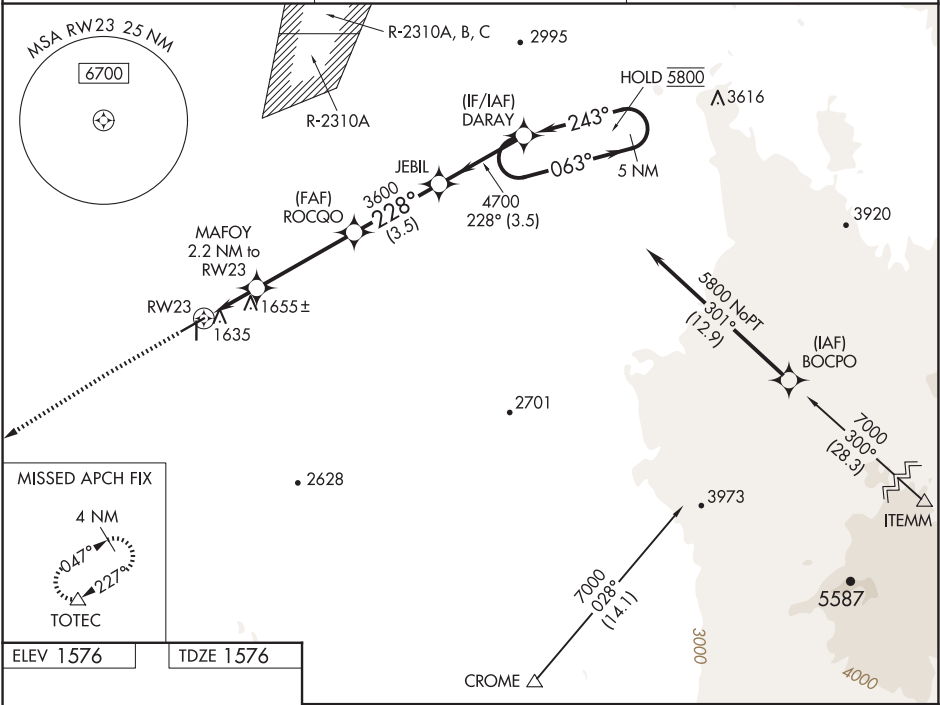 MSA RW23 25 NM
6700
R-2310A, B, C
R-2310A
2995
HOLD 5800
3616
(IF/IAF)
DARAY
243°
063°
5 NM
JEBIL
4700
228° (3.5)
3600
228°
(3.5)
(FAF)
ROCQO
3920
MAFOY
2.2 NM to
RW23
RW23
1655±
1635
5800 NoPT
301°
(12.9)
(IAF)
BOCPO
2701
7000
300°
(28.3)
ITEMM
MISSED APCH FIX
4 NM
047°
227°
TOTEC
2628
3973
5587
7000
028°
(14.1)
3000
4000
CROME
ELEV 1576
TDZE 1576